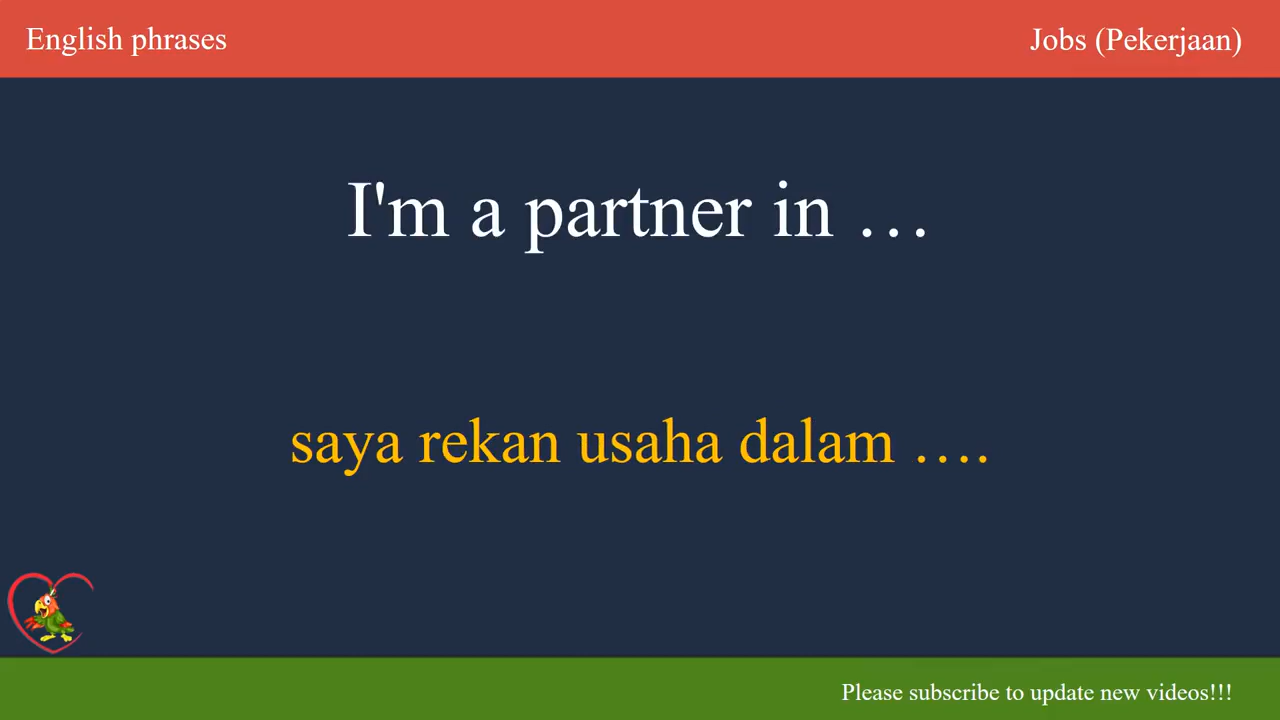 English phrases
Jobs (Pekerjaan)
I'm a partner in …
saya rekan usaha dalam ….
Please subscribe to update new videos!!!